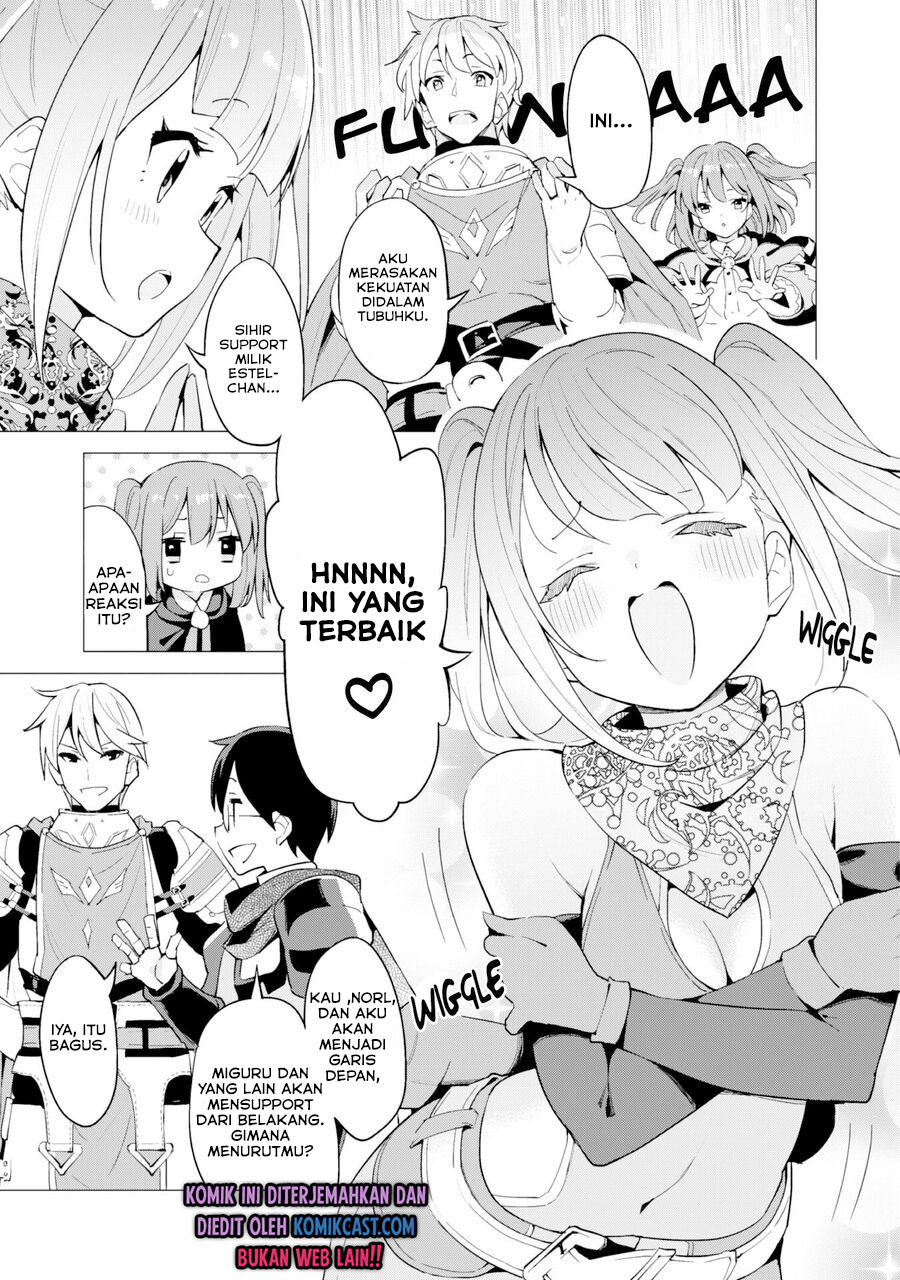 FU
WAAA
INI...
AKU
MERASAKAN
KEKUATAN
DIDALAM
TUBUHKU.
SIHIR
SUPPORT
MILIK
ESTEL-
CHAN...
HNNNN,
INI YANG
TERBAIK
WIGGLE
WIGGLE
APA-
APAAN
REAKSI
ITU?
KAU ,NORL,
DAN AKU
AKAN
MENJADI
GARIS
DEPAN,
MIGURU DAN
YANG LAIN AKAN
MENSUPPORT
DARI BELAKANG.
GIMANA
MENURUTMU?
IYA, ITU
BAGUS.
KOMIK INI DITERJEMAHKAN DAN
DIEDIT OLEH KOMIKCAST.COM
BUKAN WEB LAIN!!